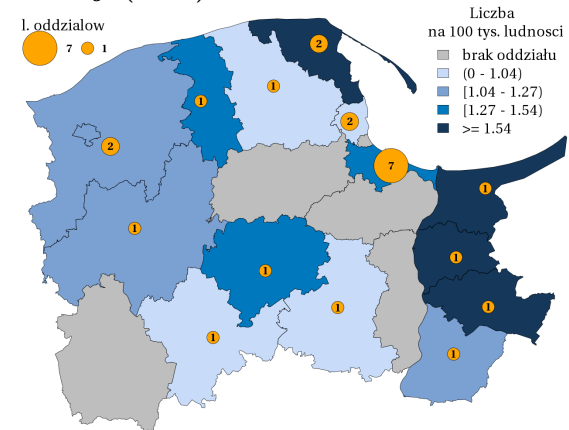 l. oddzialow
7
1
Liczba
na 100 tys. ludnosci
brak oddziału
(0 - 1.04)
[1.04 - 1.27)
[1.27 - 1.54)
>= 1.54
2
1
1
2
2
7
1
1
1
1
1
1
1
1